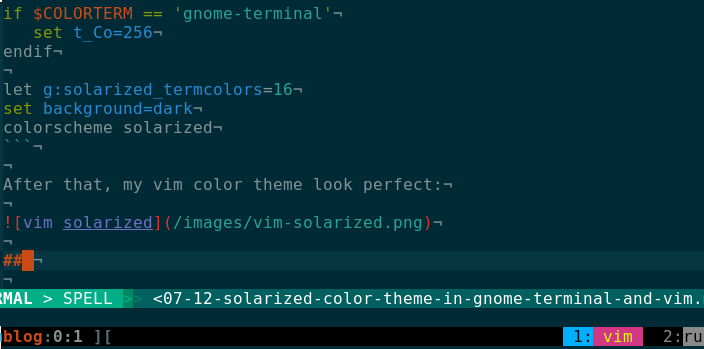 if $COLORTERM == 'gnome-terminal'¬
   set t_Co=256¬
endif¬
¬
let g:solarized_termcolors=16¬
set background=dark¬
colorscheme solarized¬
```¬
¬
After that, my vim color theme look perfect:¬
¬
![vim solarized](/images/vim-solarized.png)¬
¬
## ¬
¬
RMAL > SPELL >> <07-12-solarized-color-theme-in-gnome-terminal-and-vim.
blog:0:1 ][ 1: vim 2:ru